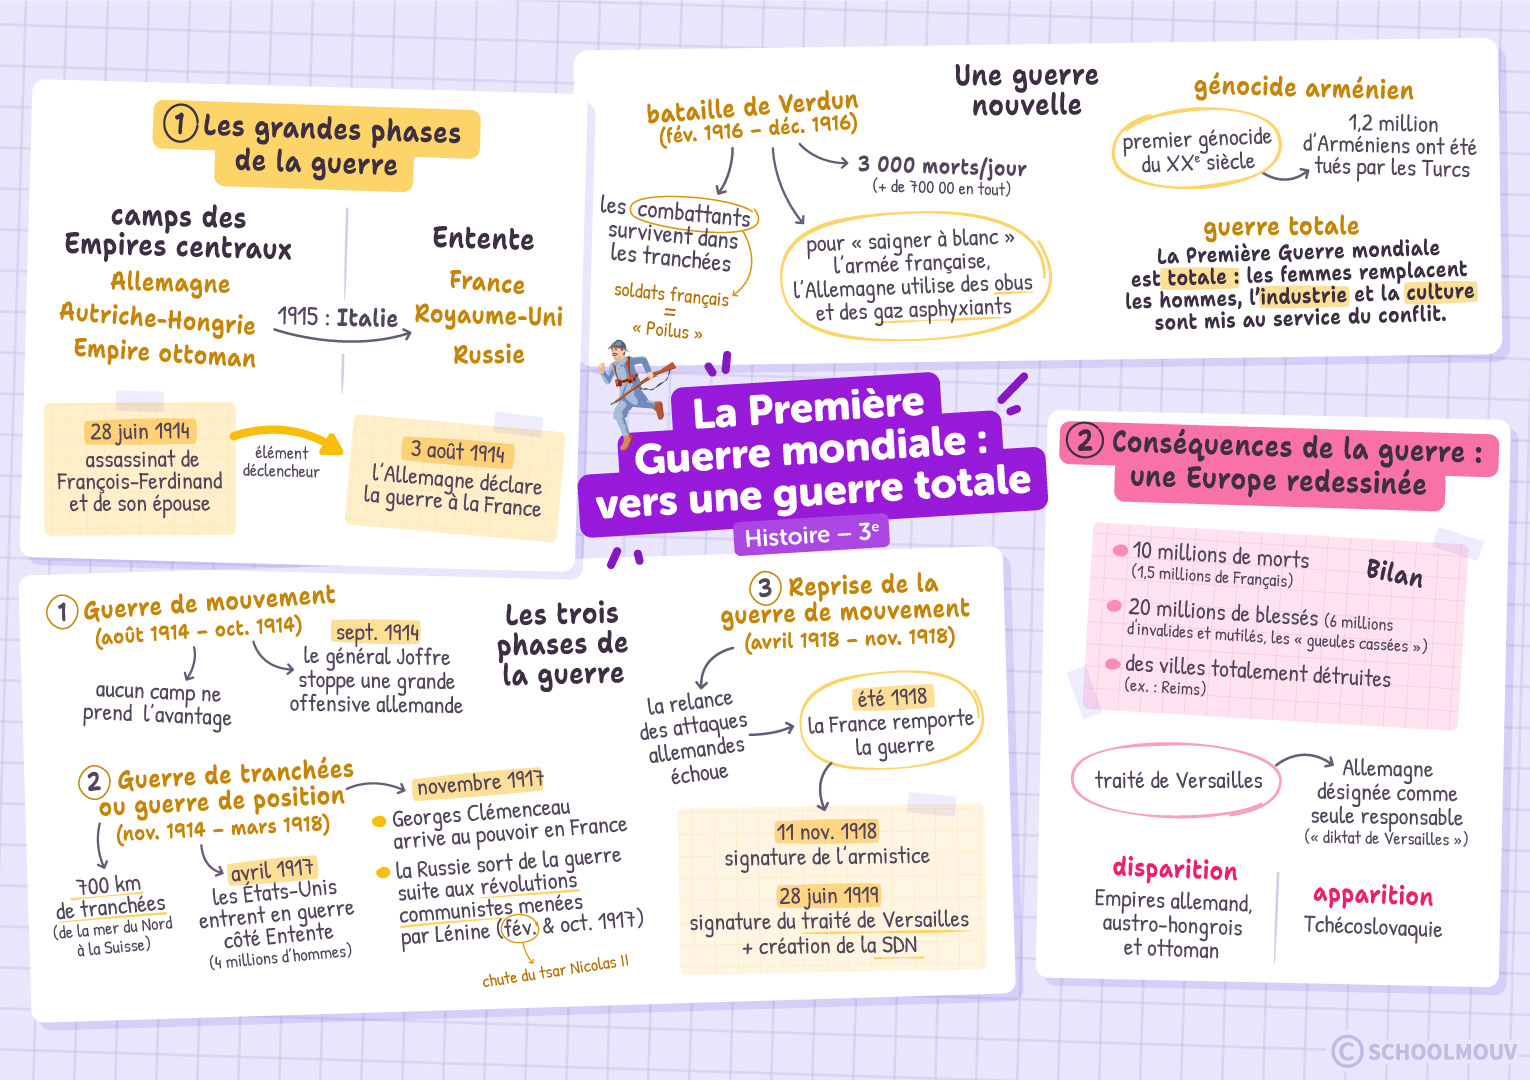 La Première
Guerre mondiale :
vers une guerre totale
Histoire – 3e
1 Les grandes phases
de la guerre
camps des
Empires centraux
Allemagne
Autriche-Hongrie
Empire ottoman
1915 : Italie
Entente
France
Royaume-Uni
Russie
28 juin 1914
assassinat de
François-Ferdinand
et de son épouse
élément
déclencheur
3 août 1914
l'Allemagne déclare
la guerre à la France
Une guerre
nouvelle
bataille de Verdun
(fév. 1916 – déc. 1916)
les combattants
survivent dans
les tranchées
soldats français
=
« Poilus »
3 000 morts/jour
(+ de 700 00 en tout)
pour « saigner à blanc »
l'armée française,
l'Allemagne utilise des obus
et des gaz asphyxiants
génocide arménien
premier génocide
du XXe siècle
1,2 million
d'Arméniens ont été
tués par les Turcs
guerre totale
La Première Guerre mondiale
est totale : les femmes remplacent
les hommes, l'industrie et la culture
sont mis au service du conflit.
Les trois
phases de
la guerre
1 Guerre de mouvement
(août 1914 – oct. 1914)
aucun camp ne
prend l'avantage
sept. 1914
le général Joffre
stoppe une grande
offensive allemande
2 Guerre de tranchées
ou guerre de position
(nov. 1914 – mars 1918)
700 km
de tranchées
(de la mer du Nord
à la Suisse)
avril 1917
les États-Unis
entrent en guerre
côté Entente
(4 millions d'hommes)
novembre 1917
Georges Clémenceau
arrive au pouvoir en France
la Russie sort de la guerre
suite aux révolutions
communistes menées
par Lénine (fév. & oct. 1917)
chute du tsar Nicolas II
3 Reprise de la
guerre de mouvement
(avril 1918 – nov. 1918)
la relance
des attaques
allemandes
échoue
été 1918
la France remporte
la guerre
11 nov. 1918
signature de l'armistice
28 juin 1919
signature du traité de Versailles
+ création de la SDN
2 Conséquences de la guerre :
une Europe redessinée
Bilan
10 millions de morts
(1,5 millions de Français)
20 millions de blessés (6 millions
d'invalides et mutilés, les « gueules cassées »)
des villes totalement détruites
(ex. : Reims)
traité de Versailles
Allemagne
désignée comme
seule responsable
(« diktat de Versailles »)
disparition
Empires allemand,
austro-hongrois
et ottoman
apparition
Tchécoslovaquie
© SCHOOLMOUV